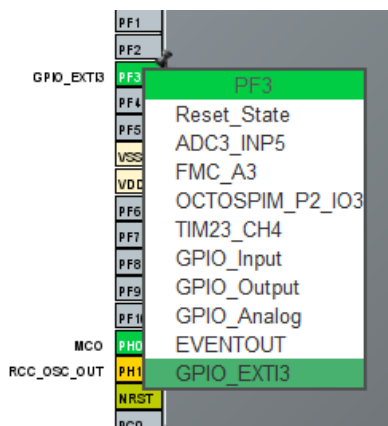 PF1
PF2
GPIO_EXTI3 PF3
PF4
PF5
VSS
VDD
PF6
PF7
PF8
PF9
PF10
MCO PH0
RCC_OSC_OUT PH1
NRST
PC0
PF3
Reset_State
ADC3_INP5
FMC_A3
OCTOSPIM_P2_IO3
TIM23_CH4
GPIO_Input
GPIO_Output
GPIO_Analog
EVENTOUT
GPIO_EXTI3